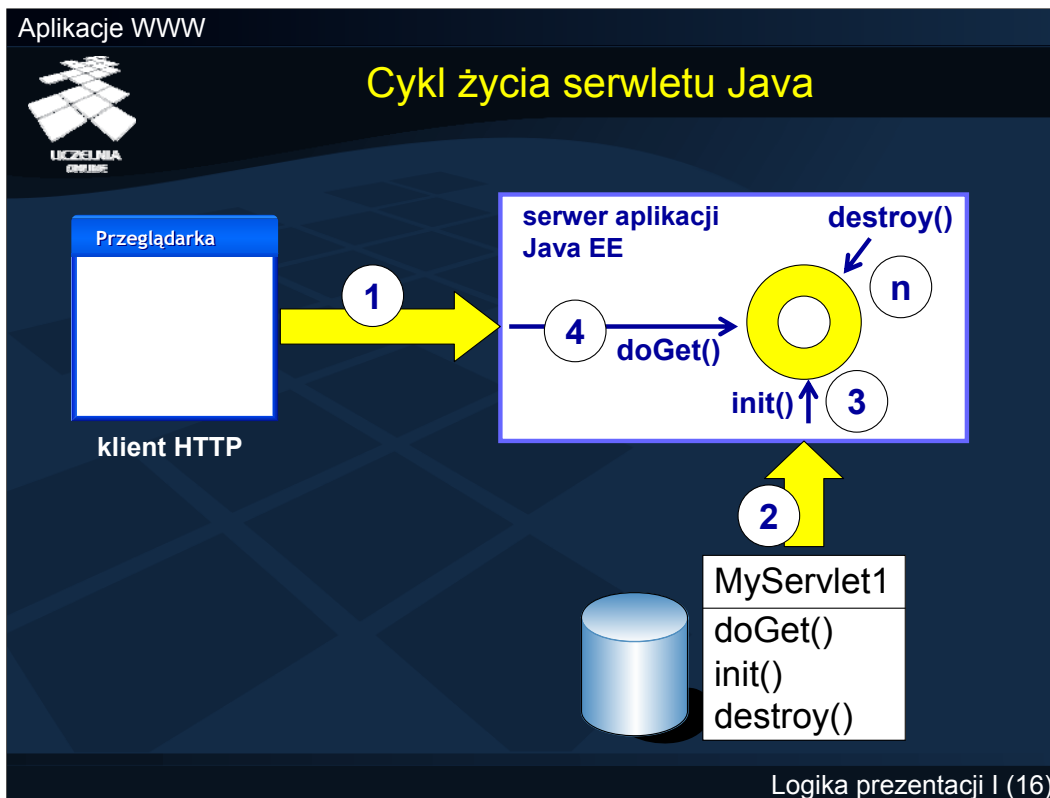 Aplikacje WWW
Cykl życia serwletu Java
UCZELNIA
ONLINE
Przeglądarka
klient HTTP
1
serwer aplikacji
Java EE
destroy()
n
4
doGet()
init()
3
2
MyServlet1
doGet()
init()
destroy()
Logika prezentacji I (16)